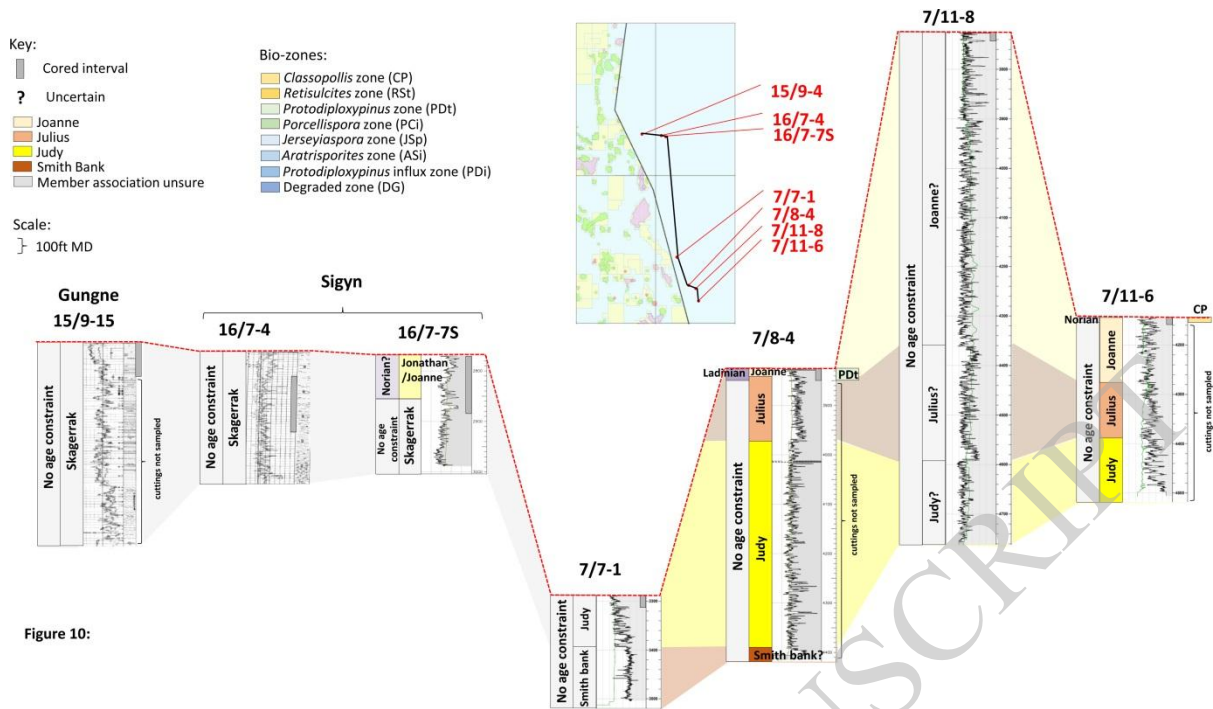 Key:
Cored interval
? Uncertain
Joanne
Julius
Judy
Smith Bank
Member association unsure
Scale:
100ft MD
Bio-zones:
Classopollis zone (CP)
Retisulcites zone (RSt)
Protodiploxypinus zone (PDt)
Porcellispora zone (PCi)
Jerseyiaspora zone (JSp)
Aratrisporites zone (ASi)
Protodiploxypinus influx zone (PDi)
Degraded zone (DG)
15/9-4
16/7-4
16/7-7S
7/7-1
7/8-4
7/11-8
7/11-6
Gungne
15/9-15
No age constraint
Skagerrak
cuttings not sampled
Sigyn
16/7-4
No age constraint
Skagerrak
16/7-7S
Norian?
Jonathan
/Joanne
No age
constraint
Skagerrak
7/7-1
No age constraint
Judy
Smith bank
7/8-4
Ladmian
Joanne
PDt
No age constraint
Julius
Judy
Smith bank?
cuttings not sampled
7/11-8
No age constraint
Joanne?
Julius?
Judy?
7/11-6
CP
Norian
No age constraint
Joanne
Julius
Judy
cuttings not sampled
Figure 10:
SCRIPT